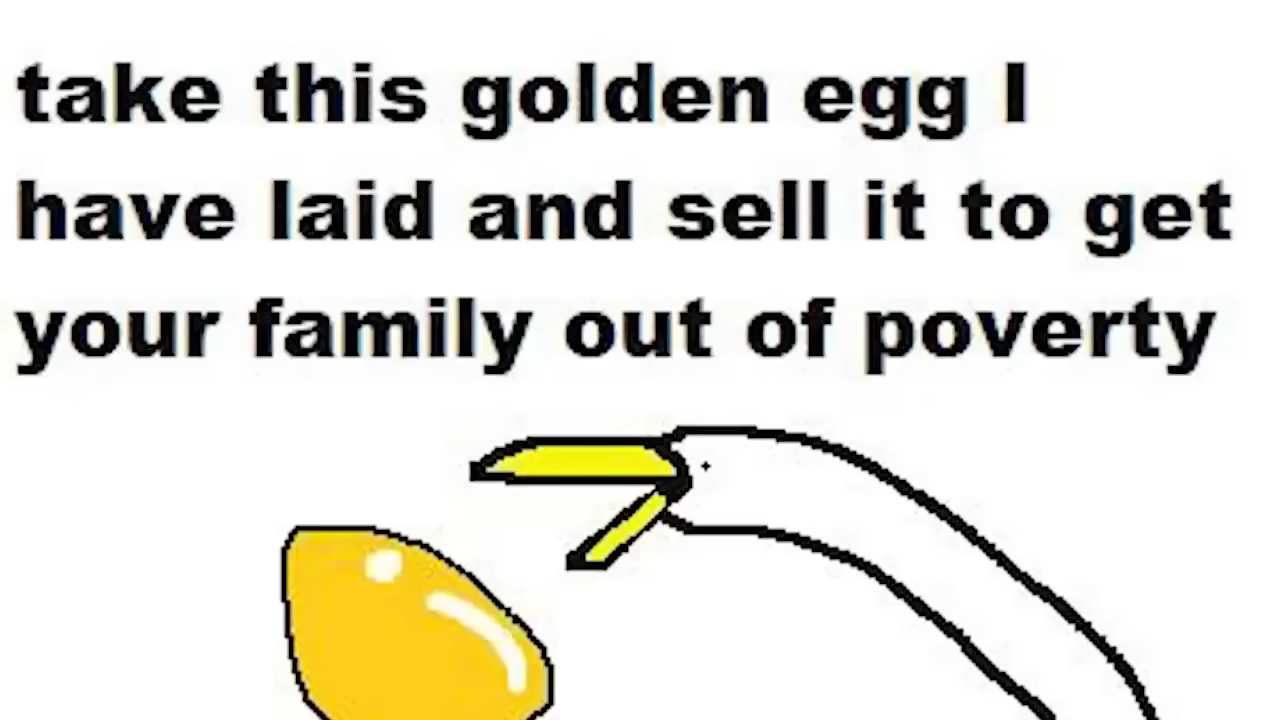 take this golden egg I
have laid and sell it to get
your family out of poverty